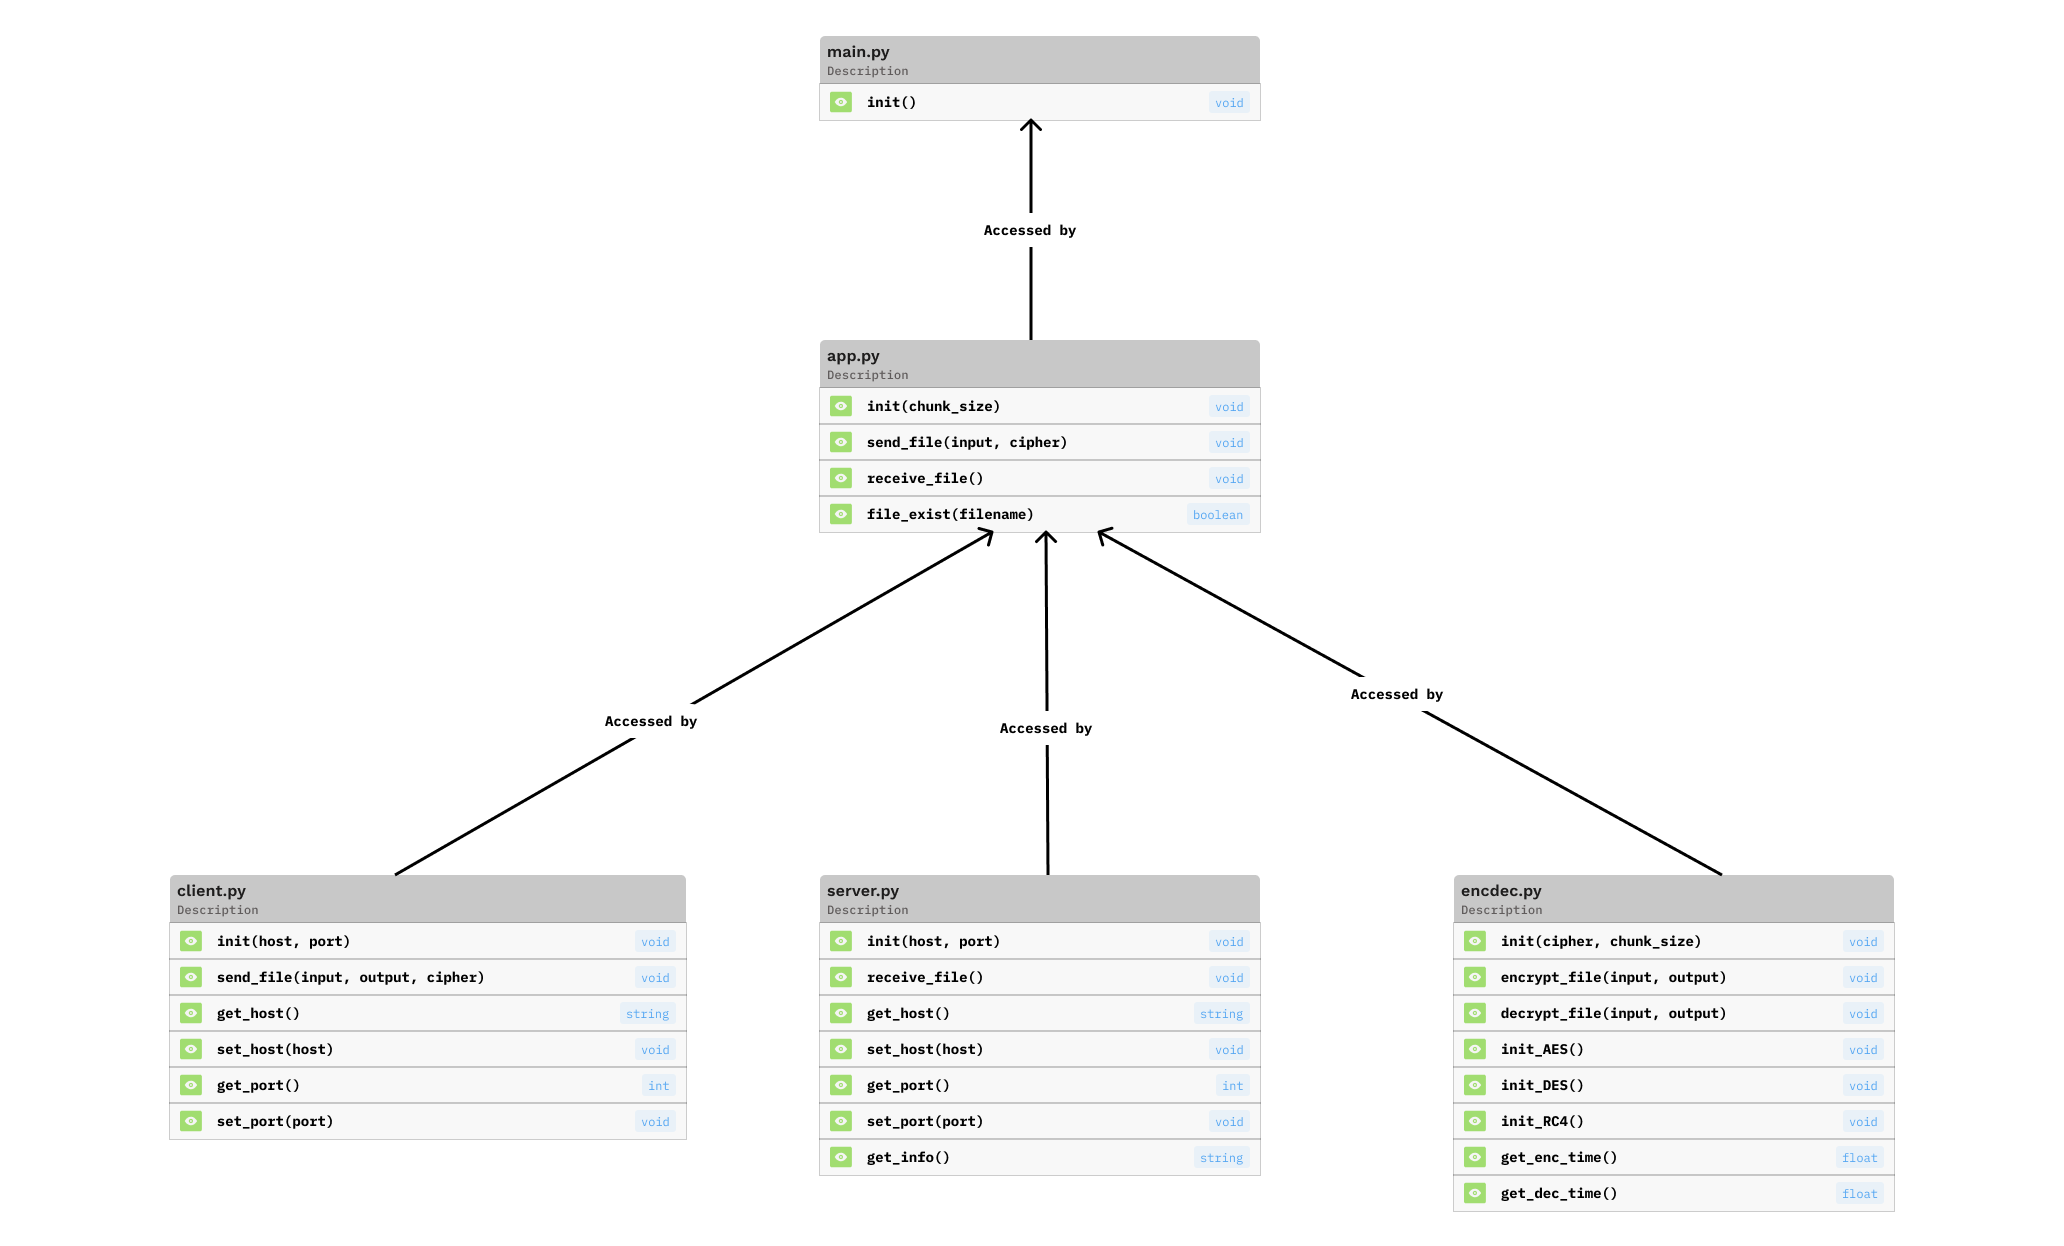 main.py
Description
init() void
Accessed by
app.py
Description
init(chunk_size) void
send_file(input, cipher) void
receive_file() void
file_exist(filename) boolean
Accessed by
Accessed by
Accessed by
client.py
Description
init(host, port) void
send_file(input, output, cipher) void
get_host() string
set_host(host) void
get_port() int
set_port(port) void
server.py
Description
init(host, port) void
receive_file() void
get_host() string
set_host(host) void
get_port() int
set_port(port) void
get_info() string
encdec.py
Description
init(cipher, chunk_size) void
encrypt_file(input, output) void
decrypt_file(input, output) void
init_AES() void
init_DES() void
init_RC4() void
get_enc_time() float
get_dec_time() float